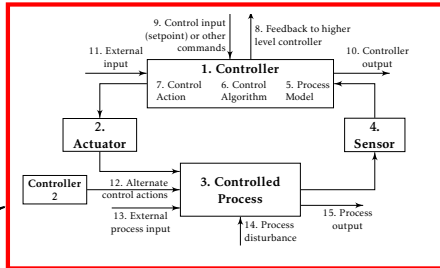 9. Control input
(setpoint) or other
commands
8. Feedback to higher
level controller
11. External
input
10. Controller
output
1. Controller
7. Control
Action
6. Control
Algorithm
5. Process
Model
2.
Actuator
4.
Sensor
Controller
2
12. Alternate
control actions
3. Controlled
Process
13. External
process input
14. Process
disturbance
15. Process
output